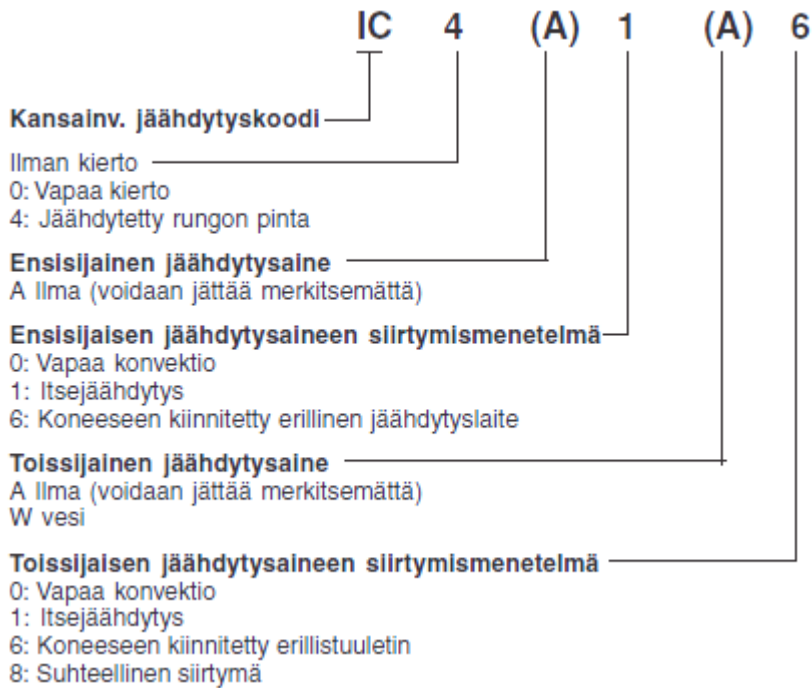 IC 4 (A) 1 (A) 6
Kansainv. jäähdytyskoodi
Ilman kierto
0: Vapaa kierto
4: Jäähdytetty rungon pinta
Ensisijainen jäähdytysaine
A Ilma (voidaan jättää merkitsemättä)
Ensisijaisen jäähdytysaineen siirtymismenetelmä
0: Vapaa konvektio
1: Itsejäähdytys
6: Koneeseen kiinnitetty erillinen jäähdytyslaite
Toissijainen jäähdytysaine
A Ilma (voidaan jättää merkitsemättä)
W vesi
Toissijaisen jäähdytysaineen siirtymismenetelmä
0: Vapaa konvektio
1: Itsejäähdytys
6: Koneeseen kiinnitetty erillistuuletin
8: Suhteellinen siirtymä